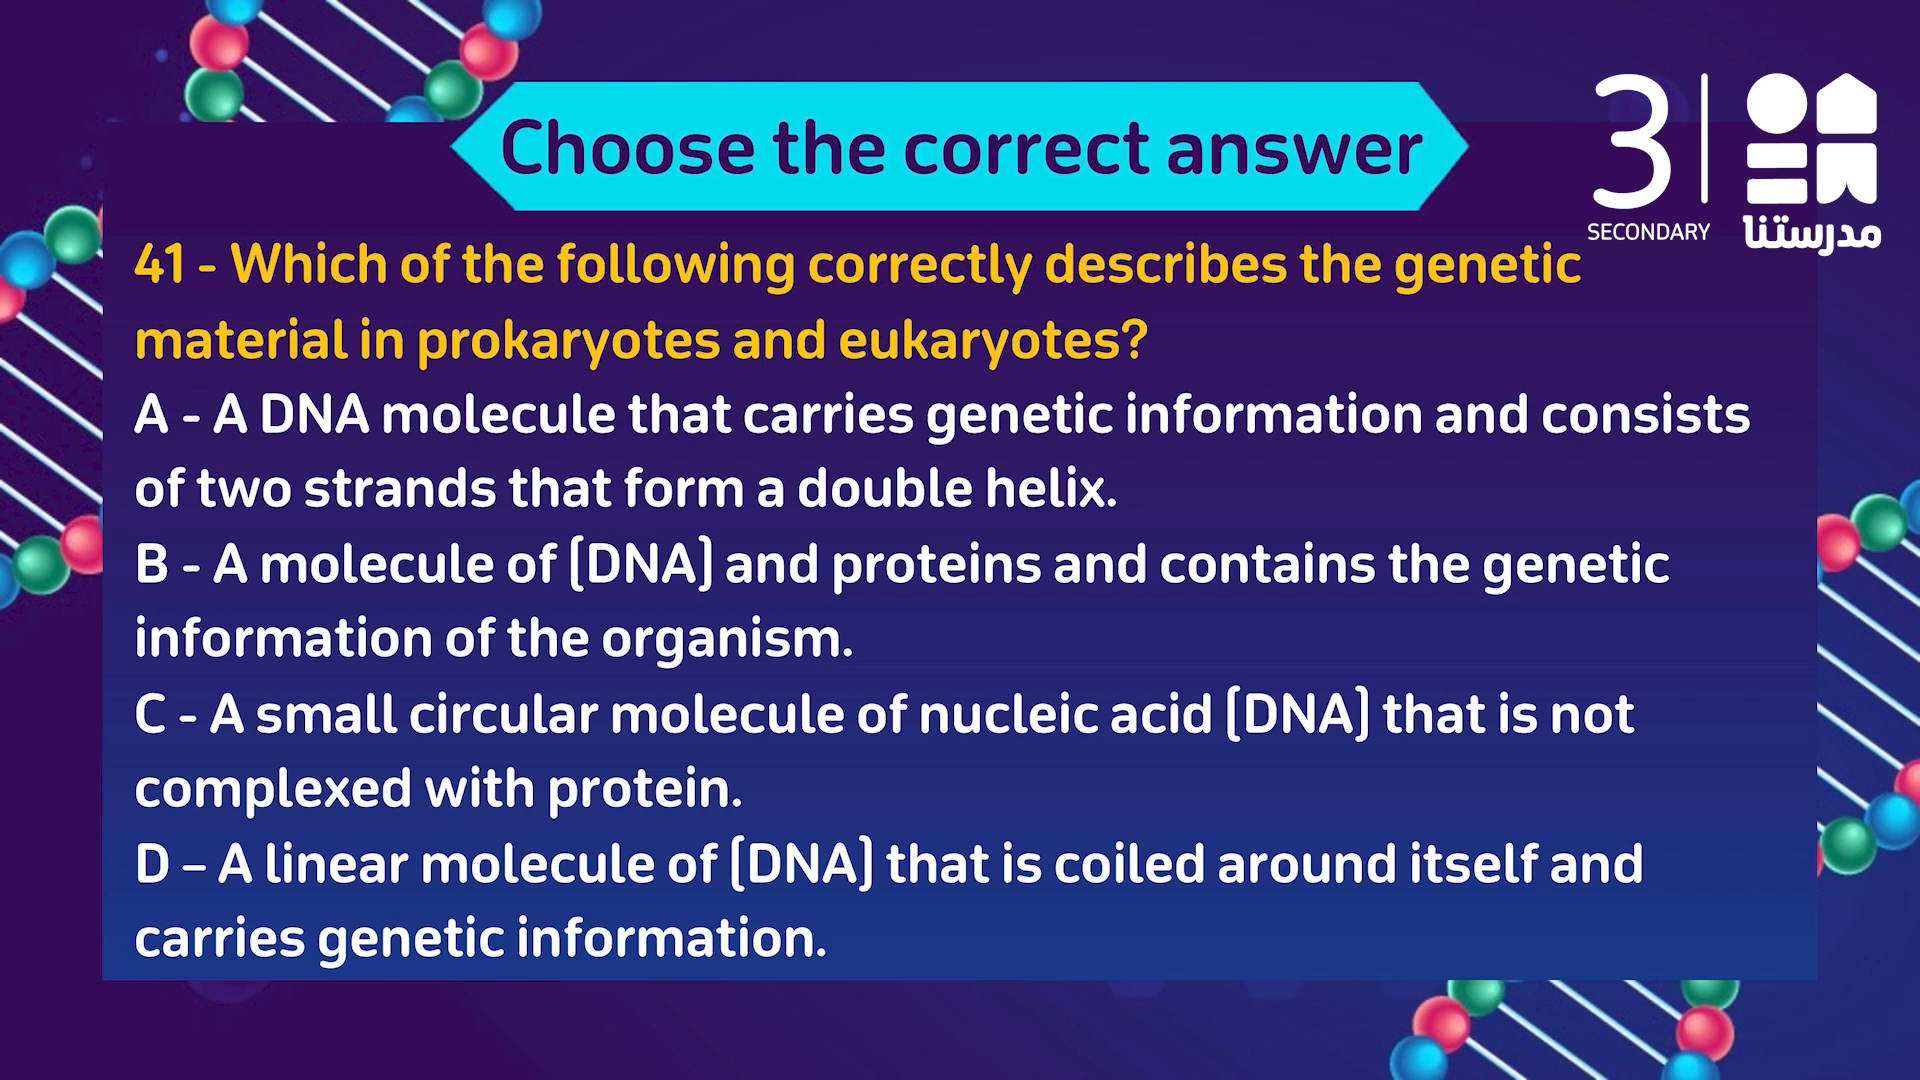 Choose the correct answer
3
SECONDARY
مدرستنا
41 - Which of the following correctly describes the genetic
material in prokaryotes and eukaryotes?
A - A DNA molecule that carries genetic information and consists
of two strands that form a double helix.
B - A molecule of (DNA) and proteins and contains the genetic
information of the organism.
C - A small circular molecule of nucleic acid (DNA) that is not
complexed with protein.
D – A linear molecule of (DNA) that is coiled around itself and
carries genetic information.